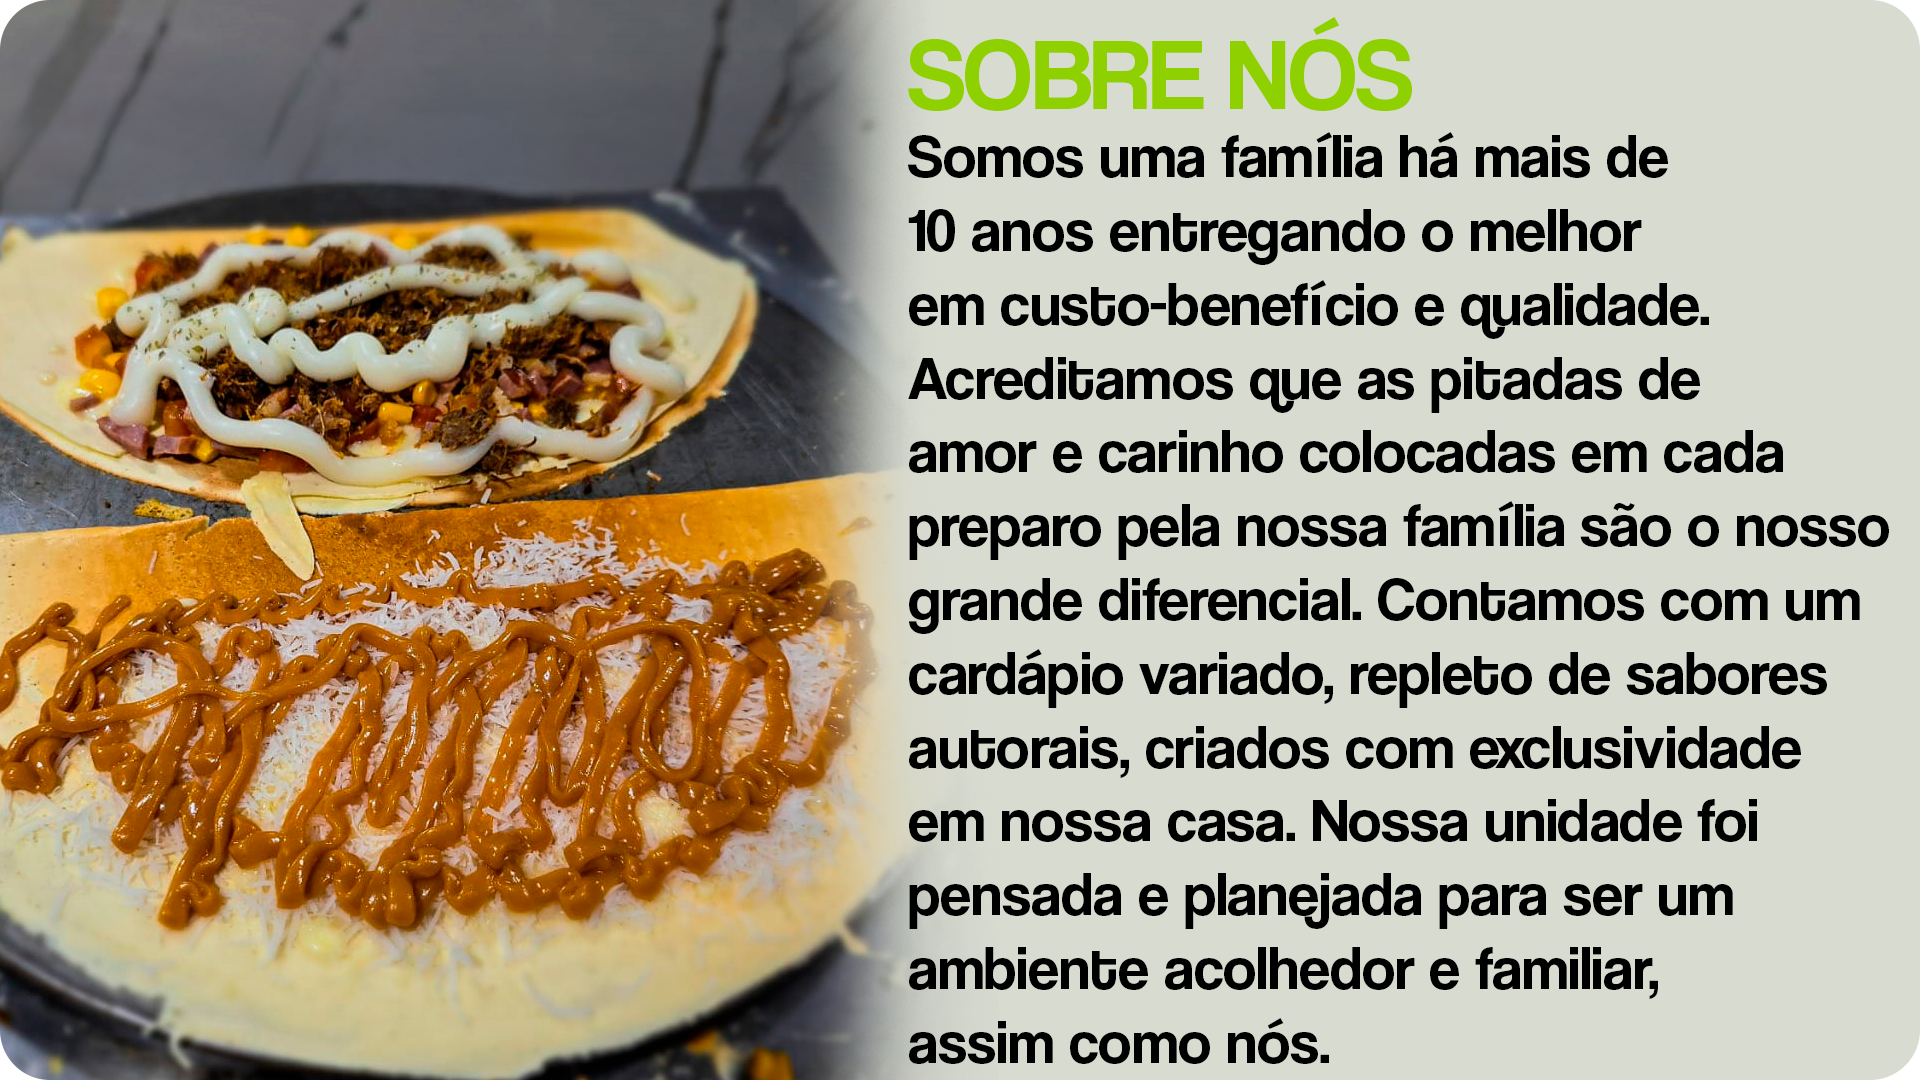 SOBRE NÓS
Somos uma família há mais de
10 anos entregando o melhor
em custo-benefício e qualidade.
Acreditamos que as pitadas de
amor e carinho colocadas em cada
preparo pela nossa família são o nosso
grande diferencial. Contamos com um
cardápio variado, repleto de sabores
autorais, criados com exclusividade
em nossa casa. Nossa unidade foi
pensada e planejada para ser um
ambiente acolhedor e familiar,
assim como nós.